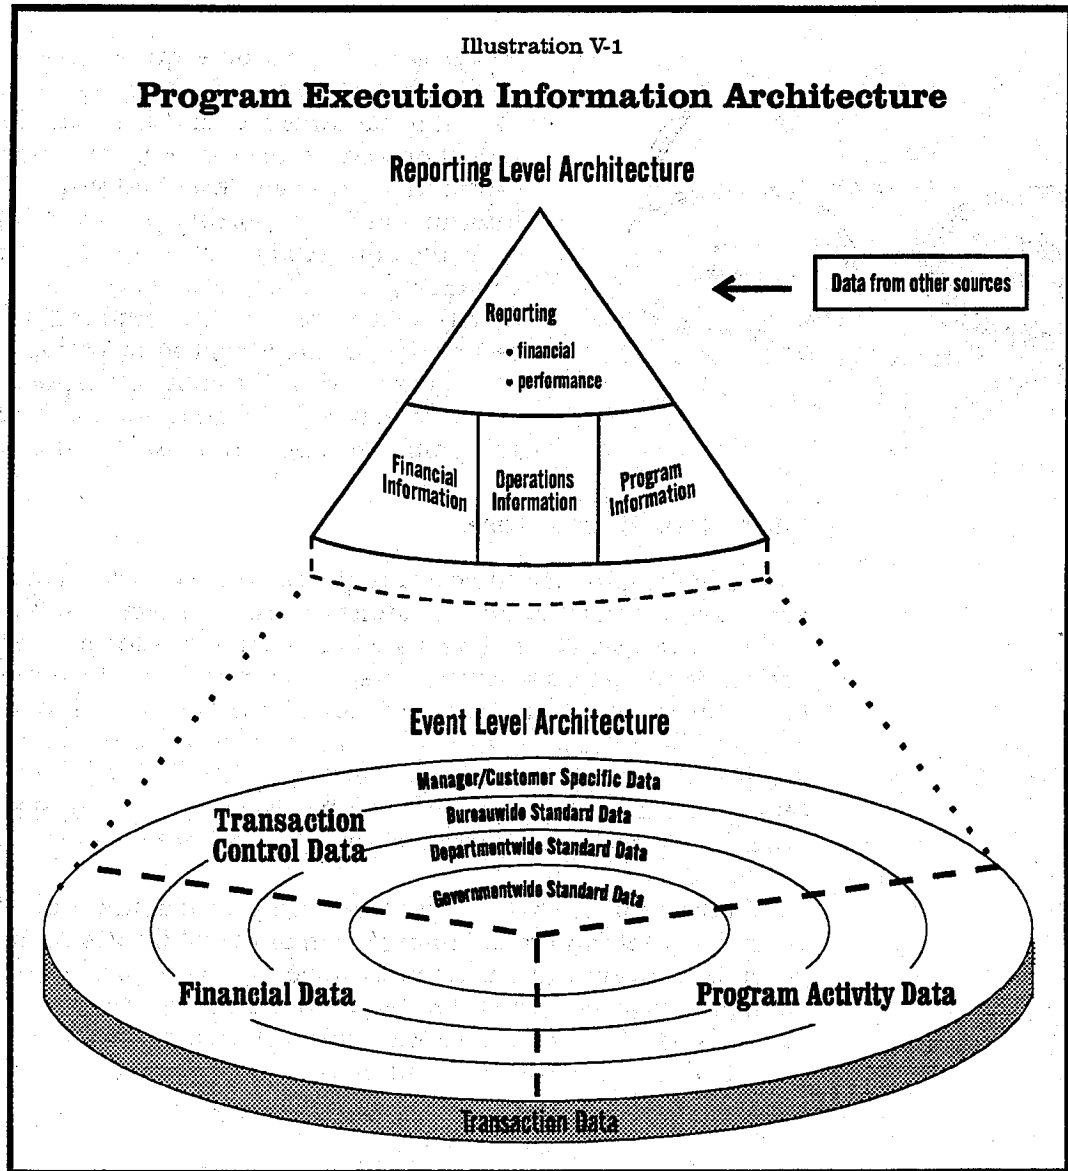 Illustration V-1
Program Execution Information Architecture
Reporting Level Architecture
Data from other sources
Reporting
• financial
• performance
Financial
Information
Operations
Information
Program
Information
Event Level Architecture
Manager/Customer Specific Data
Bureauwide Standard Data
Departmentwide Standard Data
Governmentwide Standard Data
Transaction
Control Data
Financial Data
Program Activity Data
Transaction Data